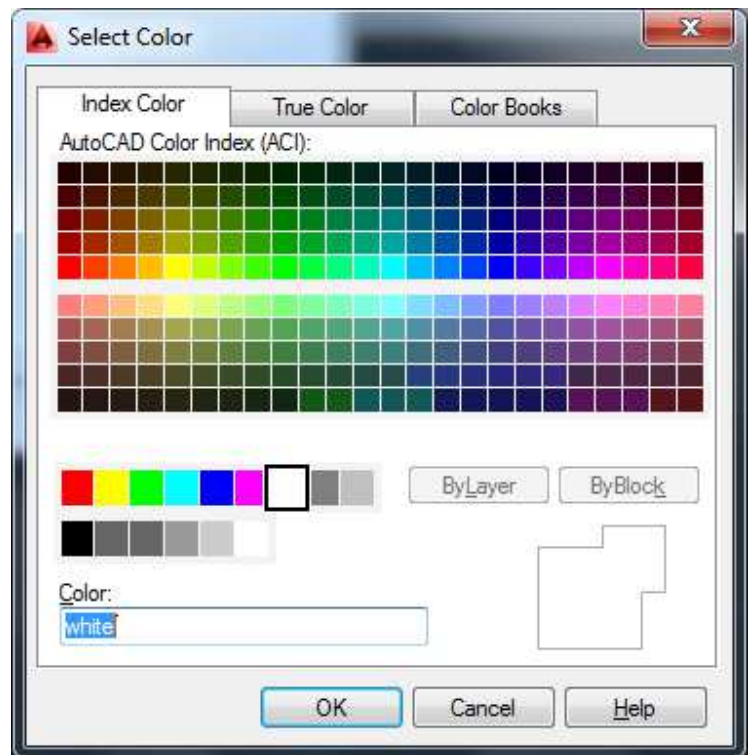 Select Color
Index Color True Color Color Books
AutoCAD Color Index (ACI):
ByLayer ByBlock
Color:
white
OK Cancel Help